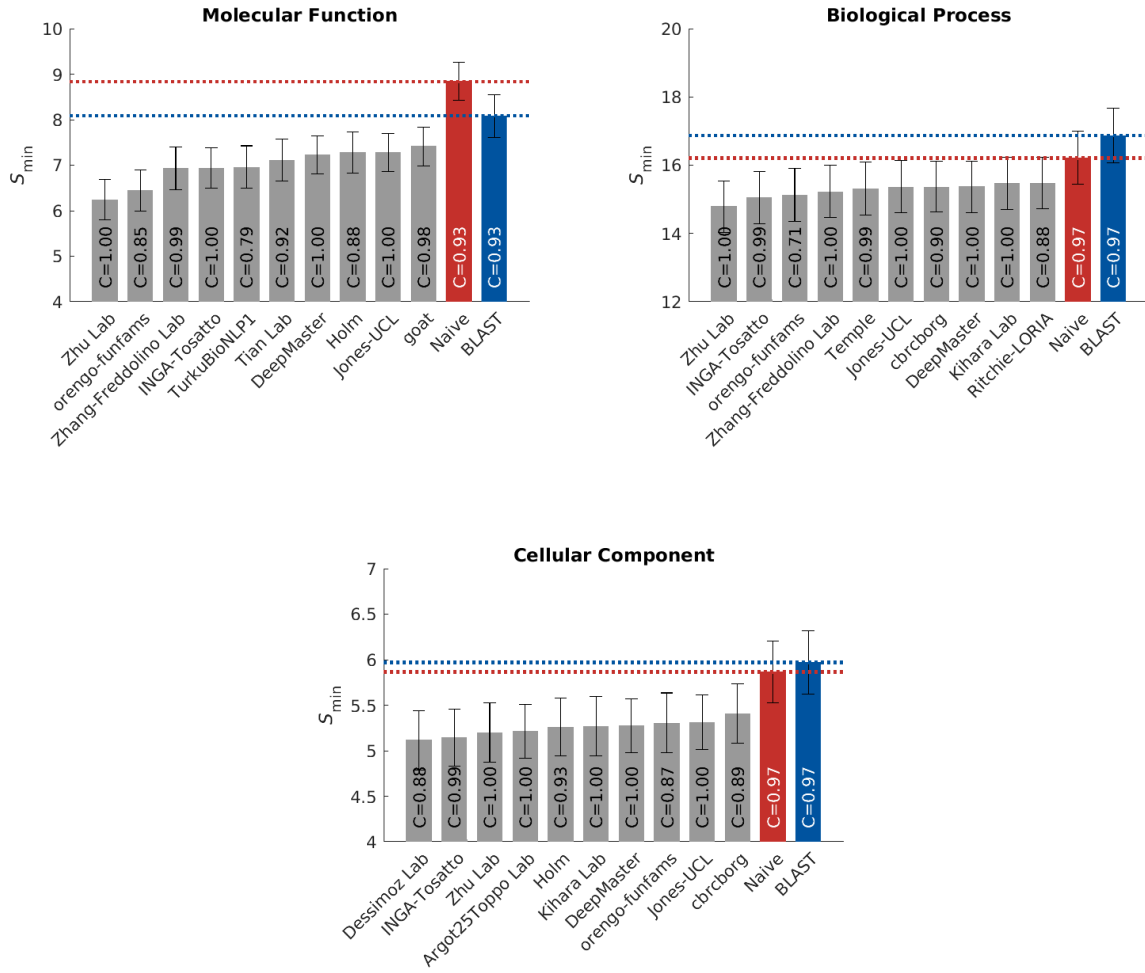 Molecular Function
10
9
8
7
6
5
4
Smin
C=1.00
C=0.85
C=0.99
C=1.00
C=0.79
C=0.92
C=1.00
C=0.88
C=1.00
C=0.98
C=0.93
C=0.93
Zhu Lab
orengo-funfams
Zhang-Freddolino Lab
INGA-Tosatto
TurkuBioNLP1
Tian Lab
DeepMaster
Holm
Jones-UCL
goat
Naive
BLAST
Biological Process
20
18
16
14
12
Smin
C=1.00
C=0.99
C=0.71
C=1.00
C=0.99
C=1.00
C=0.90
C=1.00
C=1.00
C=0.88
C=0.97
C=0.97
Zhu Lab
INGA-Tosatto
orengo-funfams
Zhang-Freddolino Lab
Temple
Jones-UCL
cbrcborg
DeepMaster
Kihara Lab
Ritchie-LORIA
Naive
BLAST
Cellular Component
7
6.5
6
5.5
5
4.5
4
Smin
C=0.88
C=0.99
C=1.00
C=1.00
C=0.93
C=1.00
C=1.00
C=0.87
C=1.00
C=0.89
C=0.97
C=0.97
Dessimoz Lab
INGA-Tosatto
Zhu Lab
Argot25Toppo Lab
Holm
Kihara Lab
DeepMaster
orengo-funfams
Jones-UCL
cbrcborg
Naive
BLAST